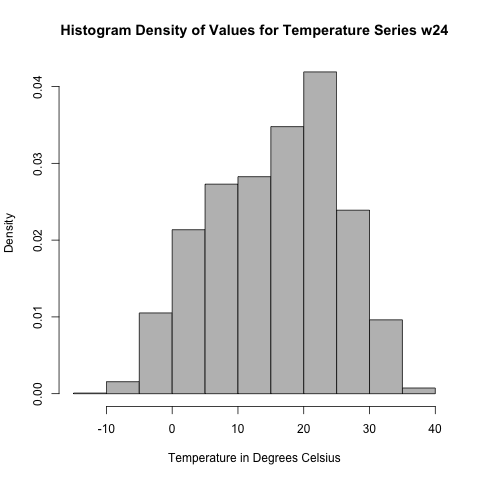 Histogram Density of Values for Temperature Series w24
0.04
0.03
0.02
0.01
0.00
Density
-10 0 10 20 30 40
Temperature in Degrees Celsius